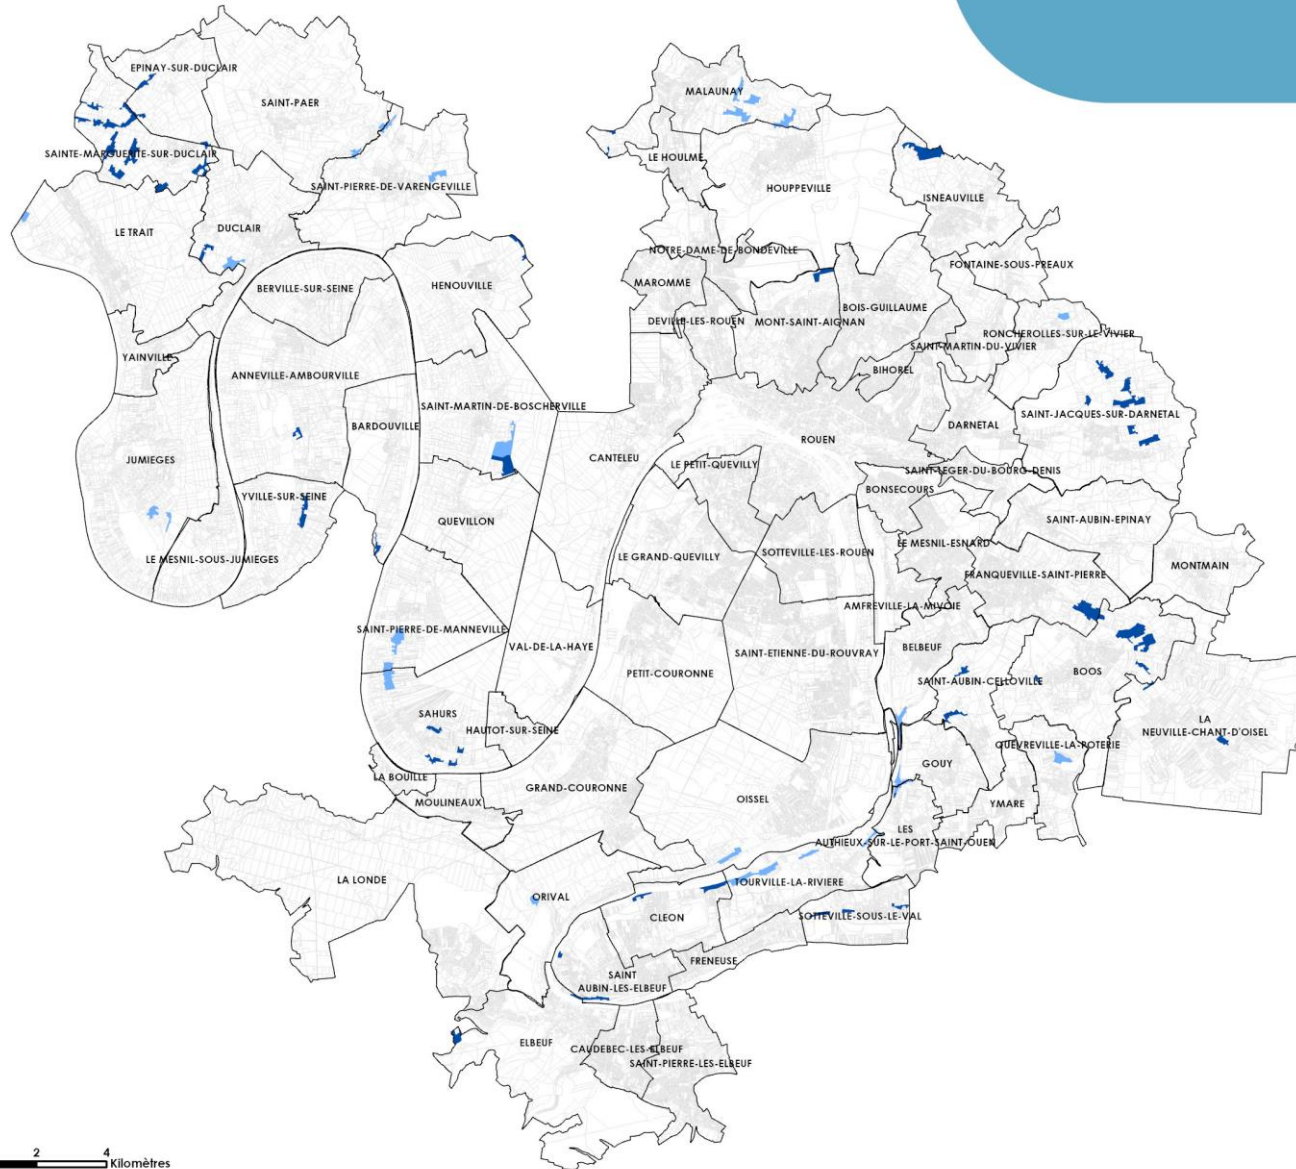 EPINAY-SUR-DUCLAIR
SAINT-PAER
MALAUNAY
SAINTE-MARGUERITE-SUR-DUCLAIR
LE HOULME
SAINT-PIERRE-DE-VARENGEVILLE
HOUPPEVILLE
ISNEAUVILLE
LE TRAIT
DUCLAIR
NOTRE-DAME-DE-BONDEVILLE
FONTAINE-SOUS-PREAUX
BERVILLE-SUR-SEINE
HENOUVILLE
MAROMME
DEVILLE-LES-ROUEN
MONT-SAINT-AIGNAN
BOIS-GUILLAUME
RONCHEROLLES-SUR-LE-VIVIER
SAINT-MARTIN-DU-VIVIER
YAINVILLE
ANNEVILLE-AMBOURVILLE
BIHOREL
SAINT-MARTIN-DE-BOSCHERVILLE
SAINT-JACQUES-SUR-DARNETAL
BARDOUVILLE
DARNETAL
ROUEN
JUMIEGES
CANTELEU
LE PETIT-QUEVILLY
SAINT-LEGER-DU-BOURG-DENIS
BONSECOURS
YVILLE-SUR-SEINE
QUEVILLON
SAINT-AUBIN-EPINAY
LE MESNIL-ESNARD
LE MESNIL-SOUS-JUMIEGES
LE GRAND-QUEVILLY
SOTTEVILLE-LES-ROUEN
MONTMAIN
FRANQUEVILLE-SAINT-PIERRE
AMFREVILLE-LA-MIVOIE
SAINT-PIERRE-DE-MANNEVILLE
VAL-DE-LA-HAYE
SAINT-ETIENNE-DU-ROUVRAY
BELBEUF
PETIT-COURONNE
SAINT-AUBIN-CELLOVILLE
BOOS
SAHURS
HAUTOT-SUR-SEINE
LA
NEUVILLE-CHANT-D'OISEL
QUEVREVILLE-LA-POTERIE
GOUY
LA BOUILLE
GRAND-COURONNE
MOULINEAUX
OISSEL
YMARE
LES
AUTHIEUX-SUR-LE-PORT-SAINT-OUEN
LA LONDE
TOURVILLE-LA-RIVIERE
ORIVAL
CLEON
SOTTEVILLE-SOUS-LE-VAL
FRENEUSE
SAINT
AUBIN-LES-ELBEUF
ELBEUF
CAUDEBEC-LES-ELBEUF
SAINT-PIERRE-LES-ELBEUF
2 4
Kilomètres